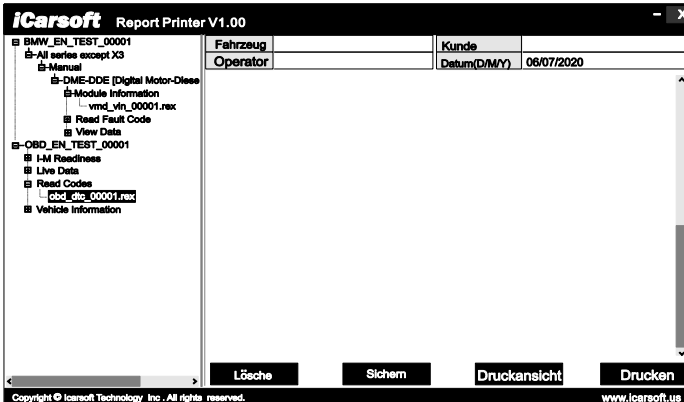 iCarsoft Report Printer V1.00
BMW_EN_TEST_00001
All series except X3
Manual
DME-DDE [Digital Motor-Diese
Module Information
vmd_vin_00001.rex
Read Fault Code
View Data
OBD_EN_TEST_00001
I-M Readiness
Live Data
Read Codes
obd_dtc_00001.rex
Vehicle Information
Fahrzeug Kunde
Operator Datum(D/M/Y) 06/07/2020
Lösche Sichern Druckansicht Drucken
Copyright © Icarsoft Technology Inc . All rights reserved. www.icarsoft.us